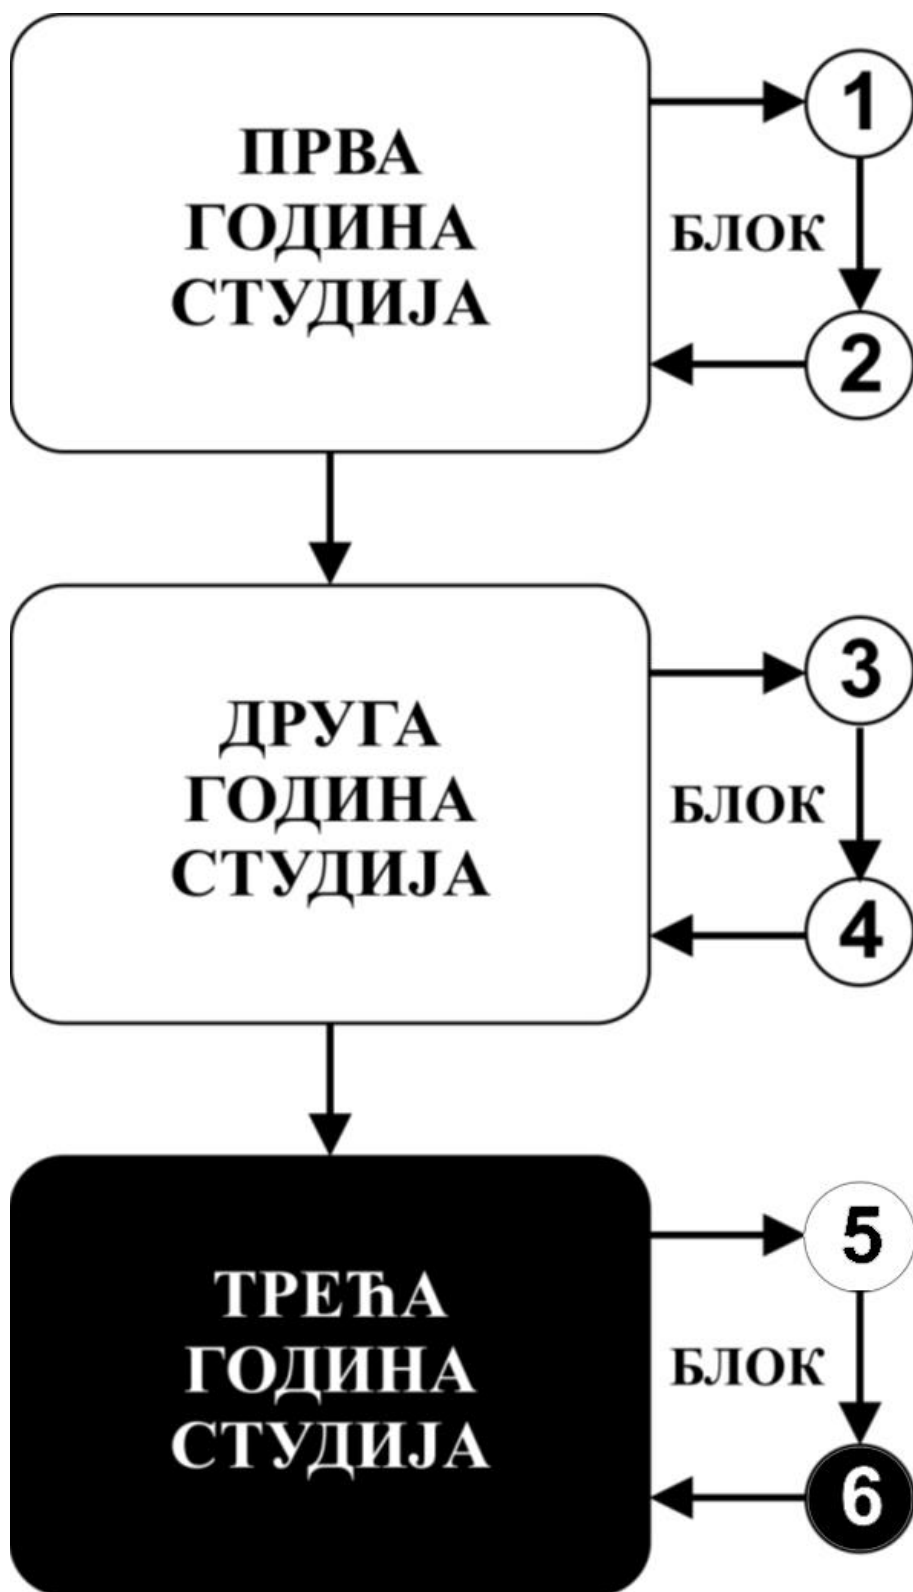 ПРВА
ГОДИНА
СТУДИЈА
1
БЛОК
2
ДРУГА
ГОДИНА
СТУДИЈА
3
БЛОК
4
ТРЕЋА
ГОДИНА
СТУДИЈА
5
БЛОК
6